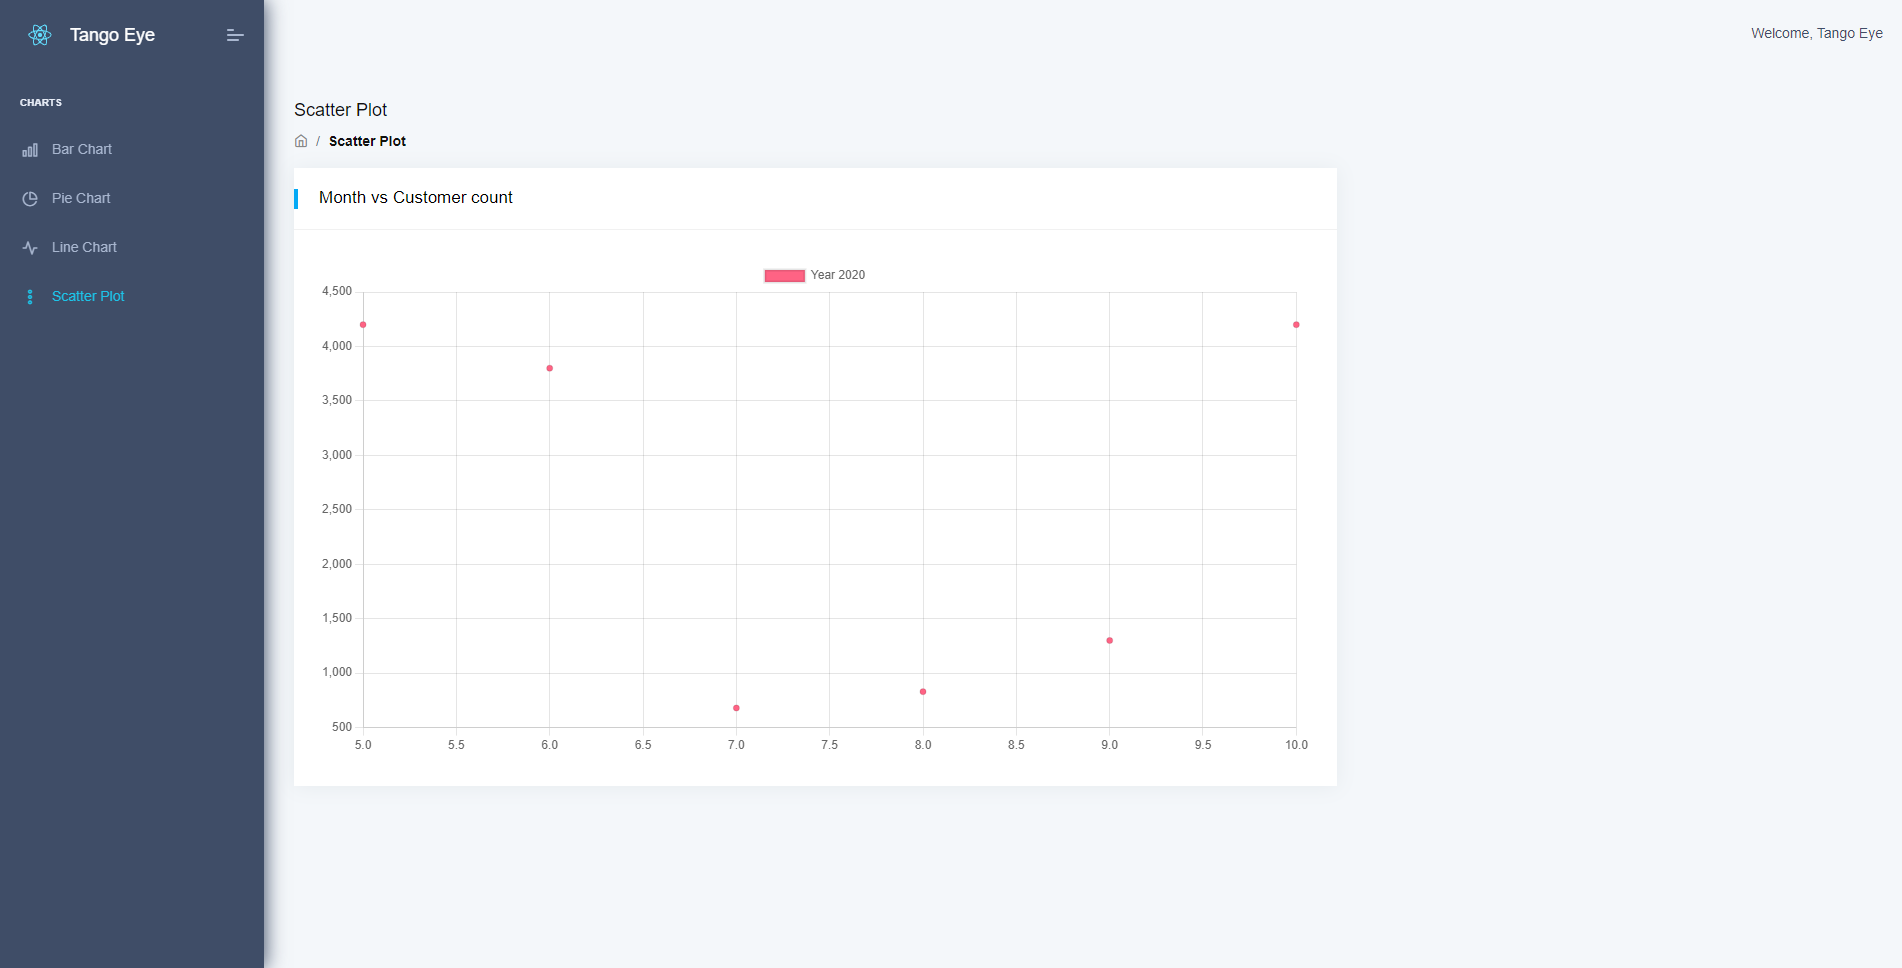 Tango Eye
Welcome, Tango Eye
CHARTS
Bar Chart
Pie Chart
Line Chart
Scatter Plot
Scatter Plot
/ Scatter Plot
Month vs Customer count
Year 2020
4,500
4,000
3,500
3,000
2,500
2,000
1,500
1,000
500
5.0 5.5 6.0 6.5 7.0 7.5 8.0 8.5 9.0 9.5 10.0